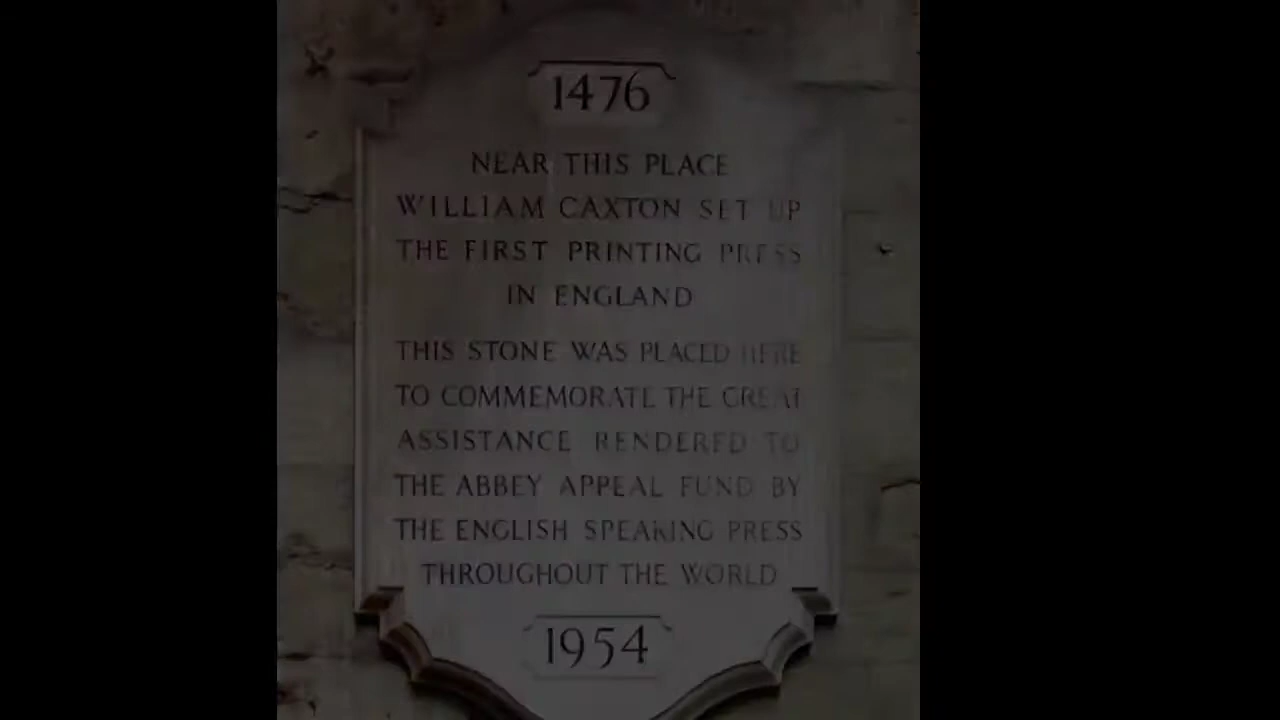 1476
NEAR THIS PLACE
WILLIAM CAXTON SET UP
THE FIRST PRINTING PRESS
IN ENGLAND
THIS STONE WAS PLACED HERE
TO COMMEMORATE THE GREAT
ASSISTANCE RENDERED TO
THE ABBEY APPEAL FUND BY
THE ENGLISH SPEAKING PRESS
THROUGHOUT THE WORLD
1954